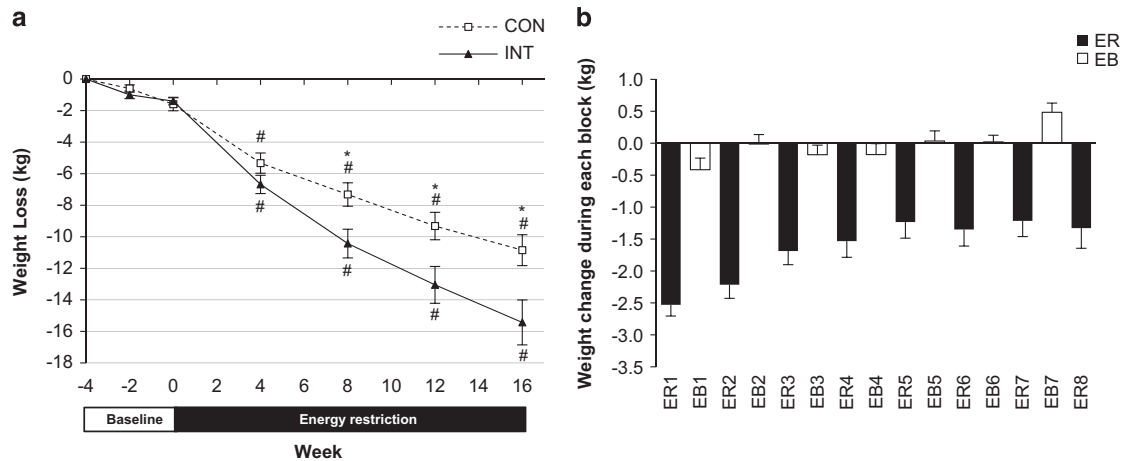 a
CON
INT
Weight Loss (kg)
0
-2
-4
-6
-8
-10
-12
-14
-16
-18
#
#
*
#
#
*
#
#
*
#
#
-4 -2 0 2 4 6 8 10 12 14 16
Baseline Energy restriction
Week
b
ER
EB
Weight change during each block (kg)
1.0
0.5
0.0
-0.5
-1.0
-1.5
-2.0
-2.5
-3.0
-3.5
ER1 EB1 ER2 EB2 ER3 EB3 ER4 EB4 ER5 EB5 ER6 EB6 ER7 EB7 ER8